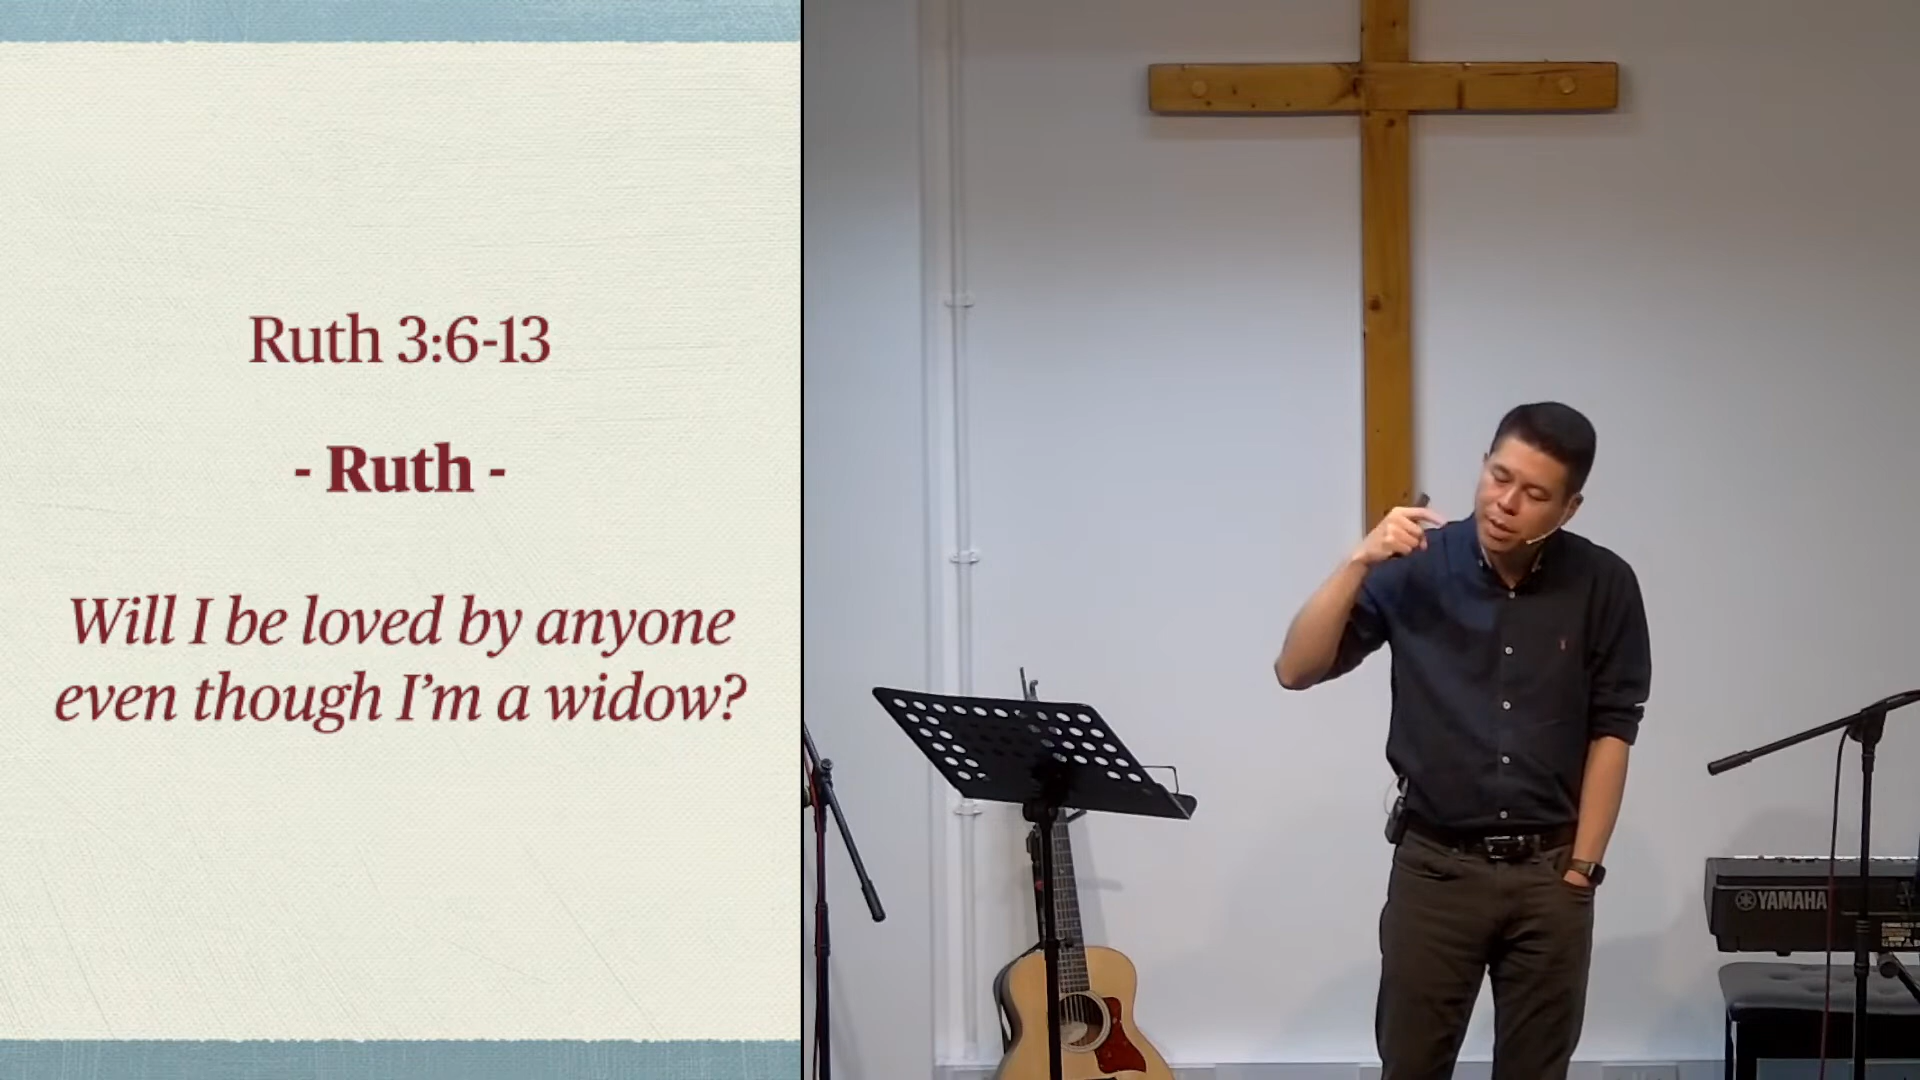 Ruth 3:6-13
- Ruth -
Will I be loved by anyone
even though I’m a widow?
YAMAHA